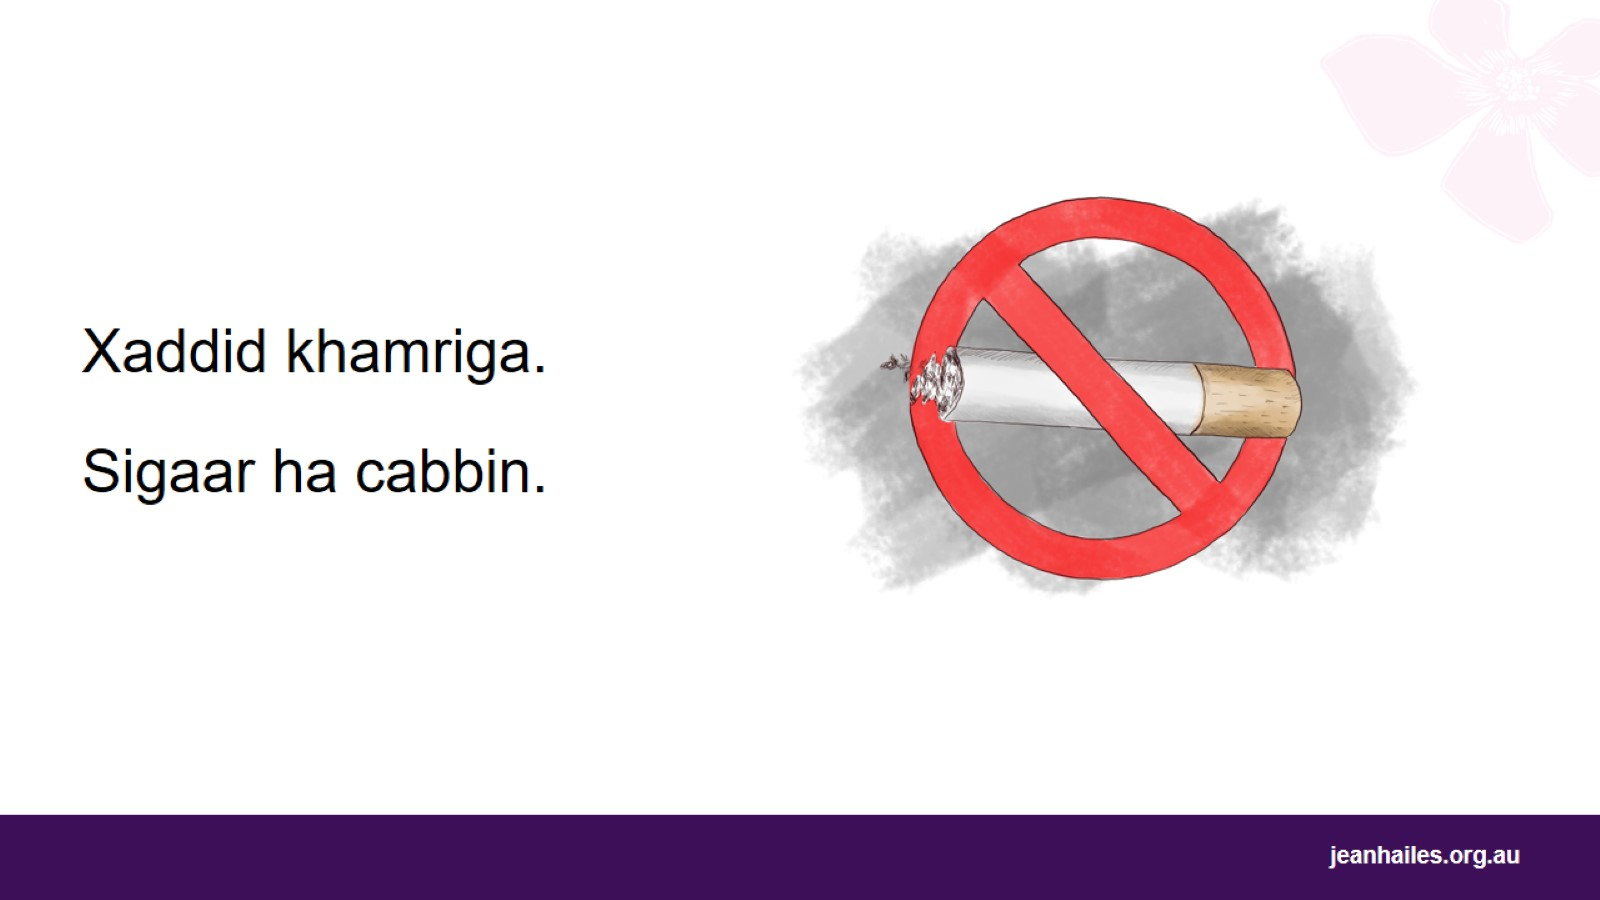 Xaddid khamriga.
Sigaar ha cabbin.
jeanhailes.org.au